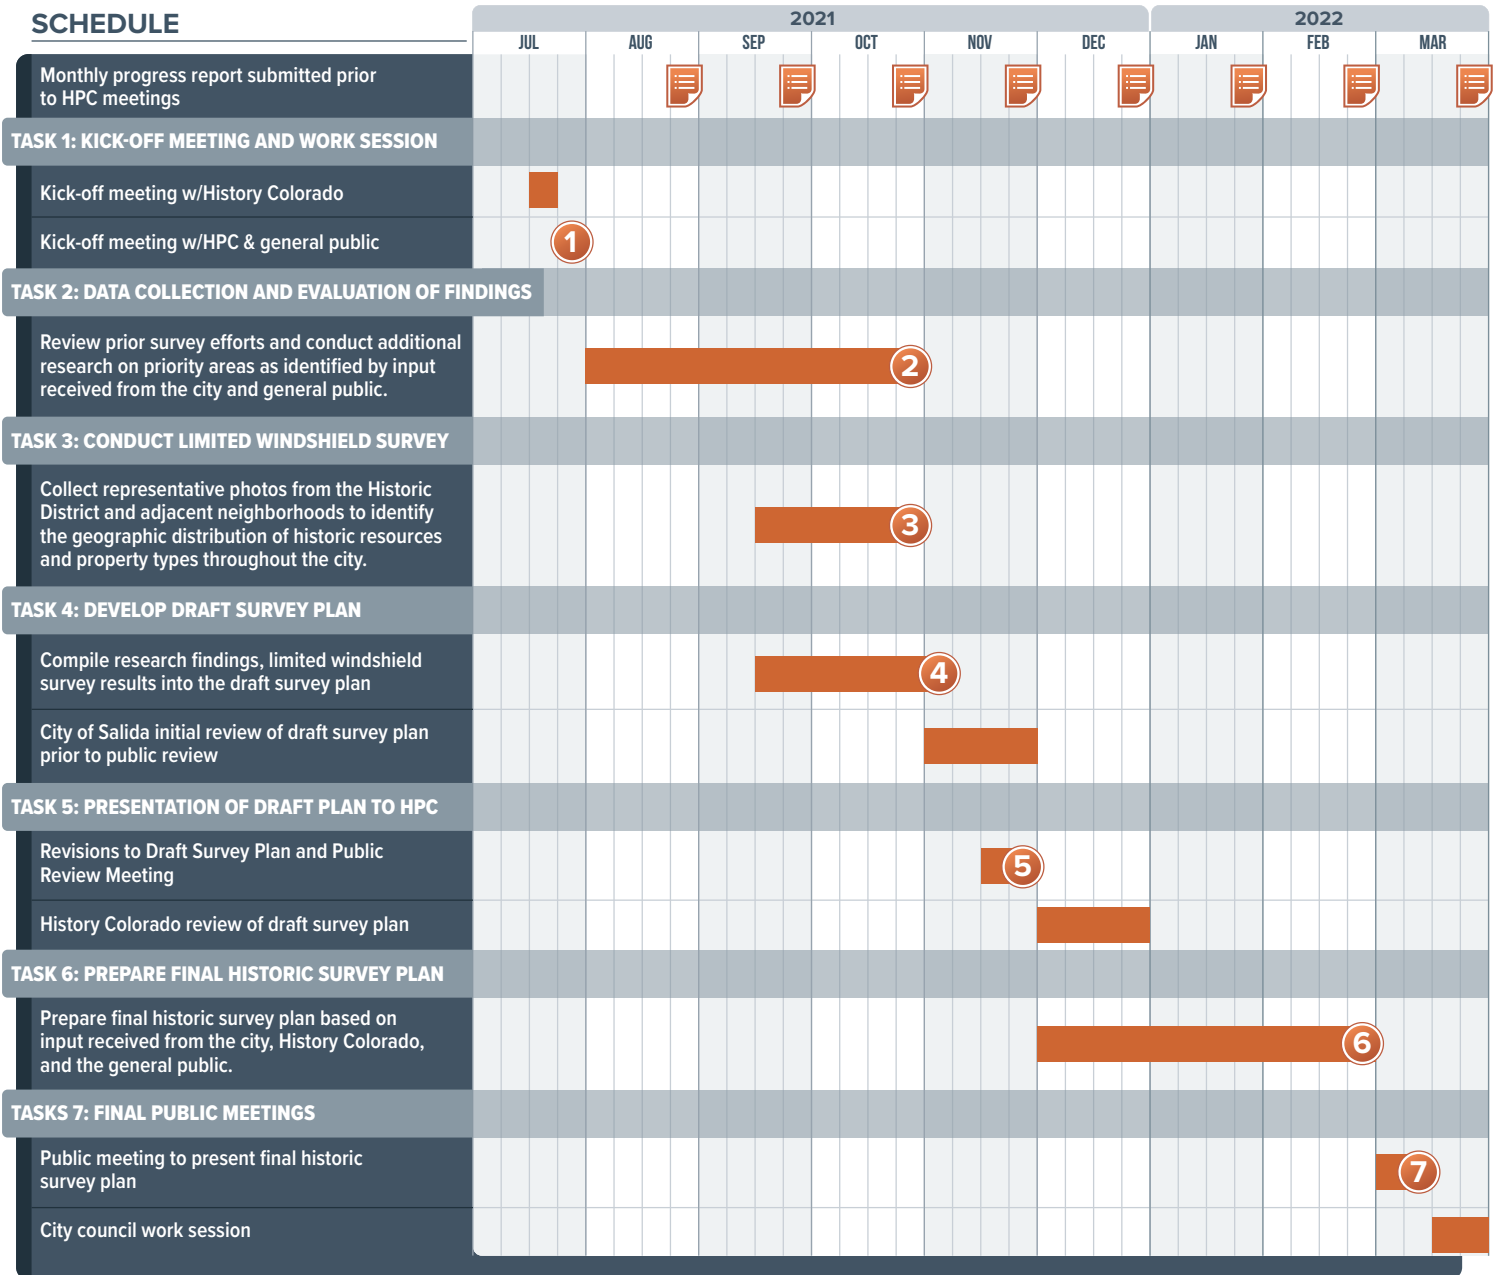 SCHEDULE
2021
2022
JUL
AUG
SEP
OCT
NOV
DEC
JAN
FEB
MAR
Monthly progress report submitted prior
to HPC meetings
TASK 1: KICK-OFF MEETING AND WORK SESSION
Kick-off meeting w/History Colorado
Kick-off meeting w/HPC & general public
1
TASK 2: DATA COLLECTION AND EVALUATION OF FINDINGS
Review prior survey efforts and conduct additional
research on priority areas as identified by input
received from the city and general public.
2
TASK 3: CONDUCT LIMITED WINDSHIELD SURVEY
Collect representative photos from the Historic
District and adjacent neighborhoods to identify
the geographic distribution of historic resources
and property types throughout the city.
3
TASK 4: DEVELOP DRAFT SURVEY PLAN
Compile research findings, limited windshield
survey results into the draft survey plan
4
City of Salida initial review of draft survey plan
prior to public review
TASK 5: PRESENTATION OF DRAFT PLAN TO HPC
Revisions to Draft Survey Plan and Public
Review Meeting
5
History Colorado review of draft survey plan
TASK 6: PREPARE FINAL HISTORIC SURVEY PLAN
Prepare final historic survey plan based on
input received from the city, History Colorado,
and the general public.
6
TASKS 7: FINAL PUBLIC MEETINGS
Public meeting to present final historic
survey plan
7
City council work session